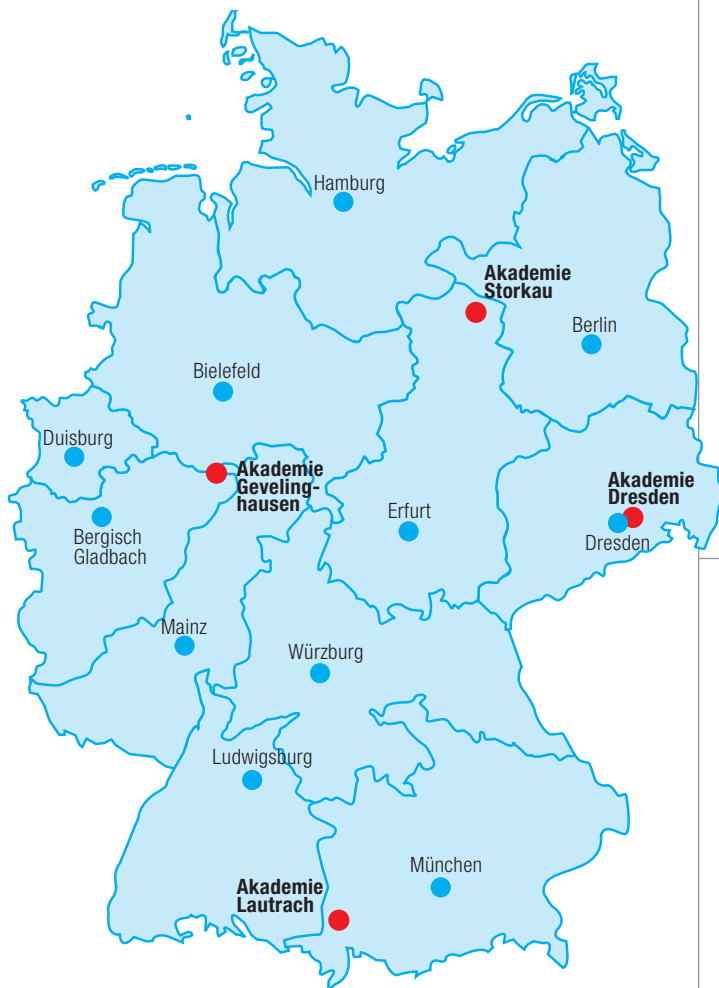 Hamburg
Akademie
Storkau
Berlin
Bielefeld
Duisburg
Akademie
Geveling-
hausen
Akademie
Dresden
Erfurt
Bergisch
Gladbach
Dresden
Mainz
Würzburg
Ludwigsburg
München
Akademie
Lautrach